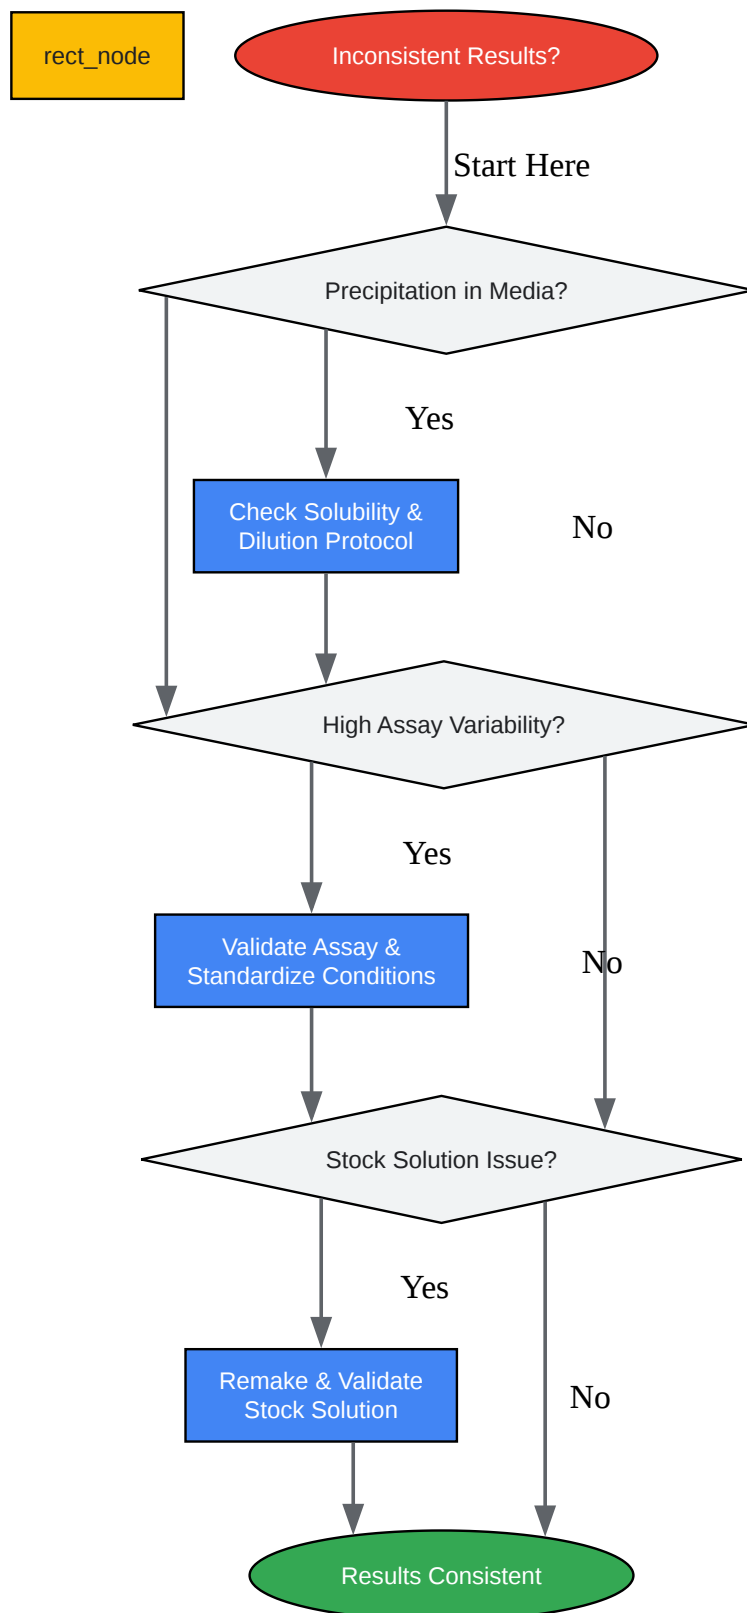 rect_node
Inconsistent Results?
Start Here
Precipitation in Media?
Yes
Check Solubility &
Dilution Protocol
No
High Assay Variability?
Yes
Validate Assay &
Standardize Conditions
No
Stock Solution Issue?
Yes
Remake & Validate
Stock Solution
No
Results Consistent